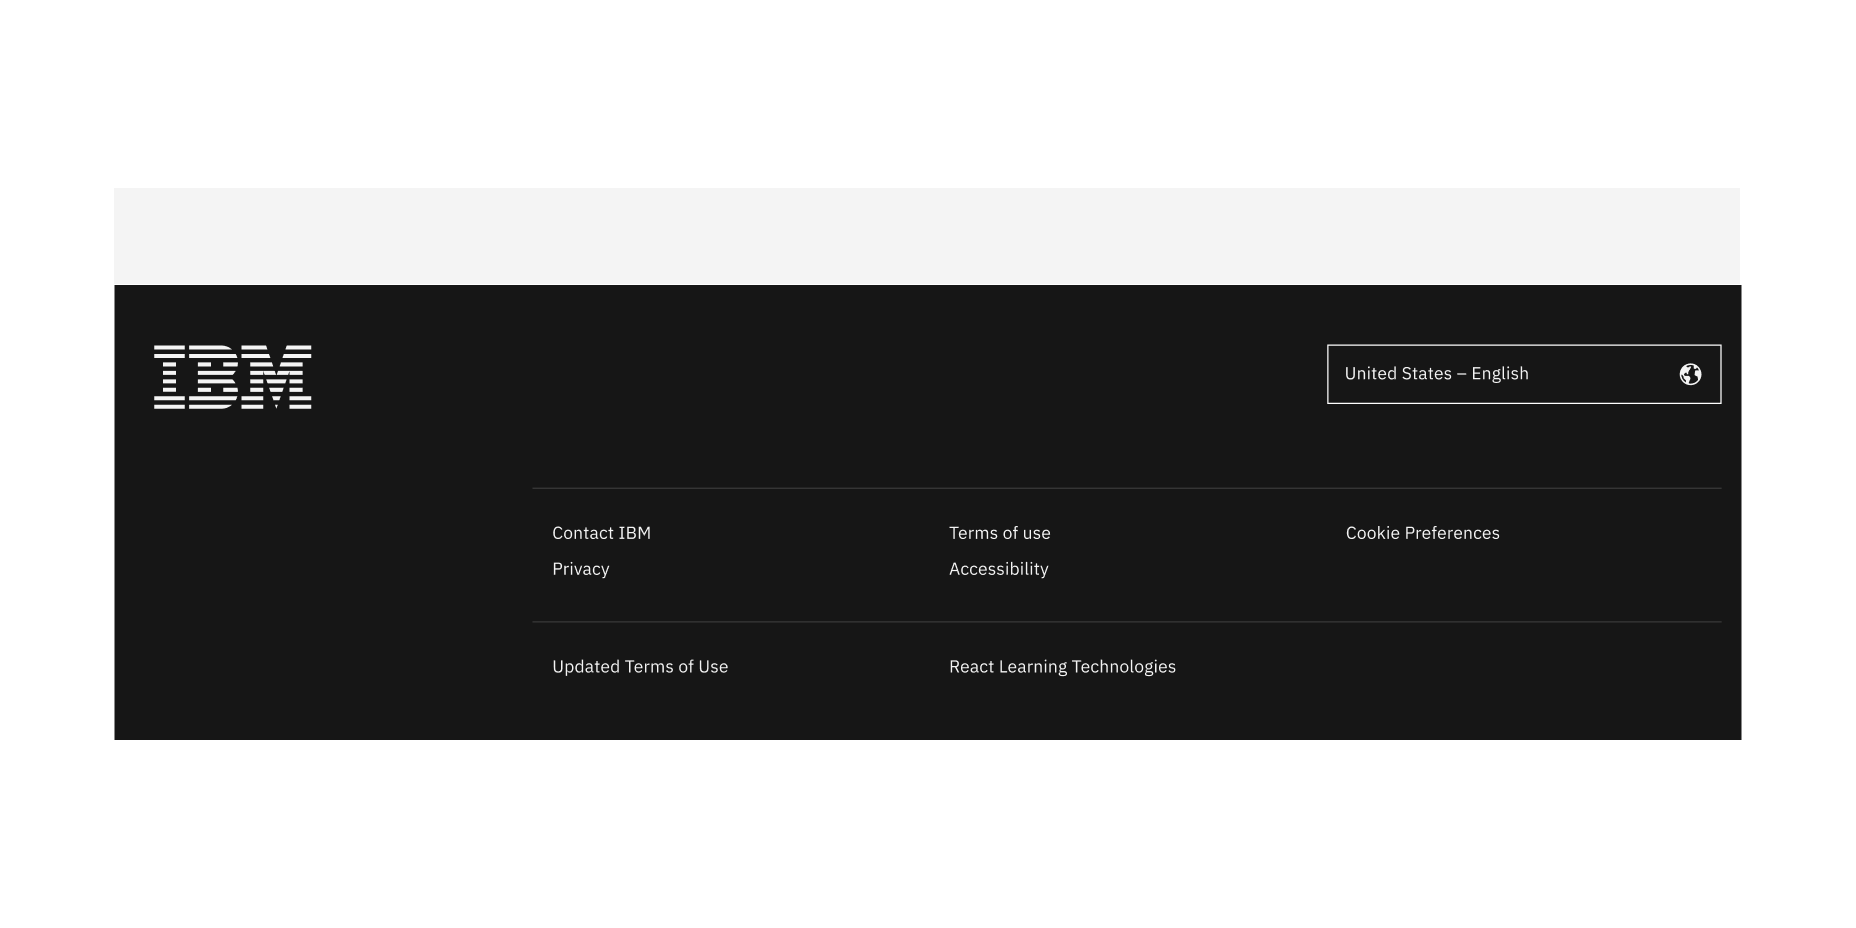 IBM
United States – English
Contact IBM
Terms of use
Cookie Preferences
Privacy
Accessibility
Updated Terms of Use
React Learning Technologies